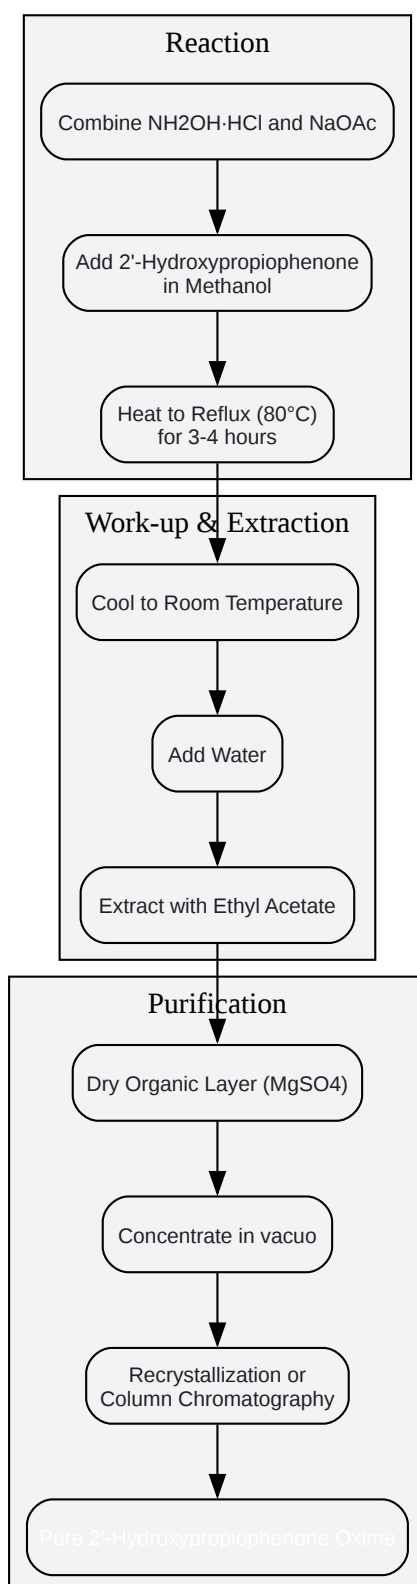 Reaction
Combine NH2OH·HCl and NaOAc
Add 2'-Hydroxypropiophenone
in Methanol
Heat to Reflux (80°C)
for 3-4 hours
Work-up & Extraction
Cool to Room Temperature
Add Water
Extract with Ethyl Acetate
Purification
Dry Organic Layer (MgSO4)
Concentrate in vacuo
Recrystallization or
Column Chromatography
Pure 2'-Hydroxypropiophenone Oxime